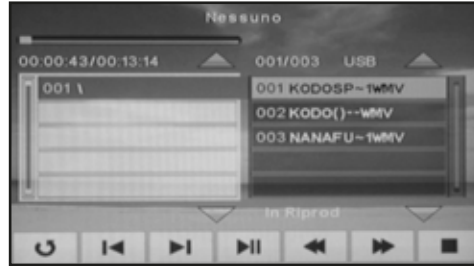 Nessuno
00:00:43/00:13:14 001/003 USB
001 \ 001 KODOSP~1WMV
002 KODO()--WMV
003 NANAFU~1WMV
In Riprod